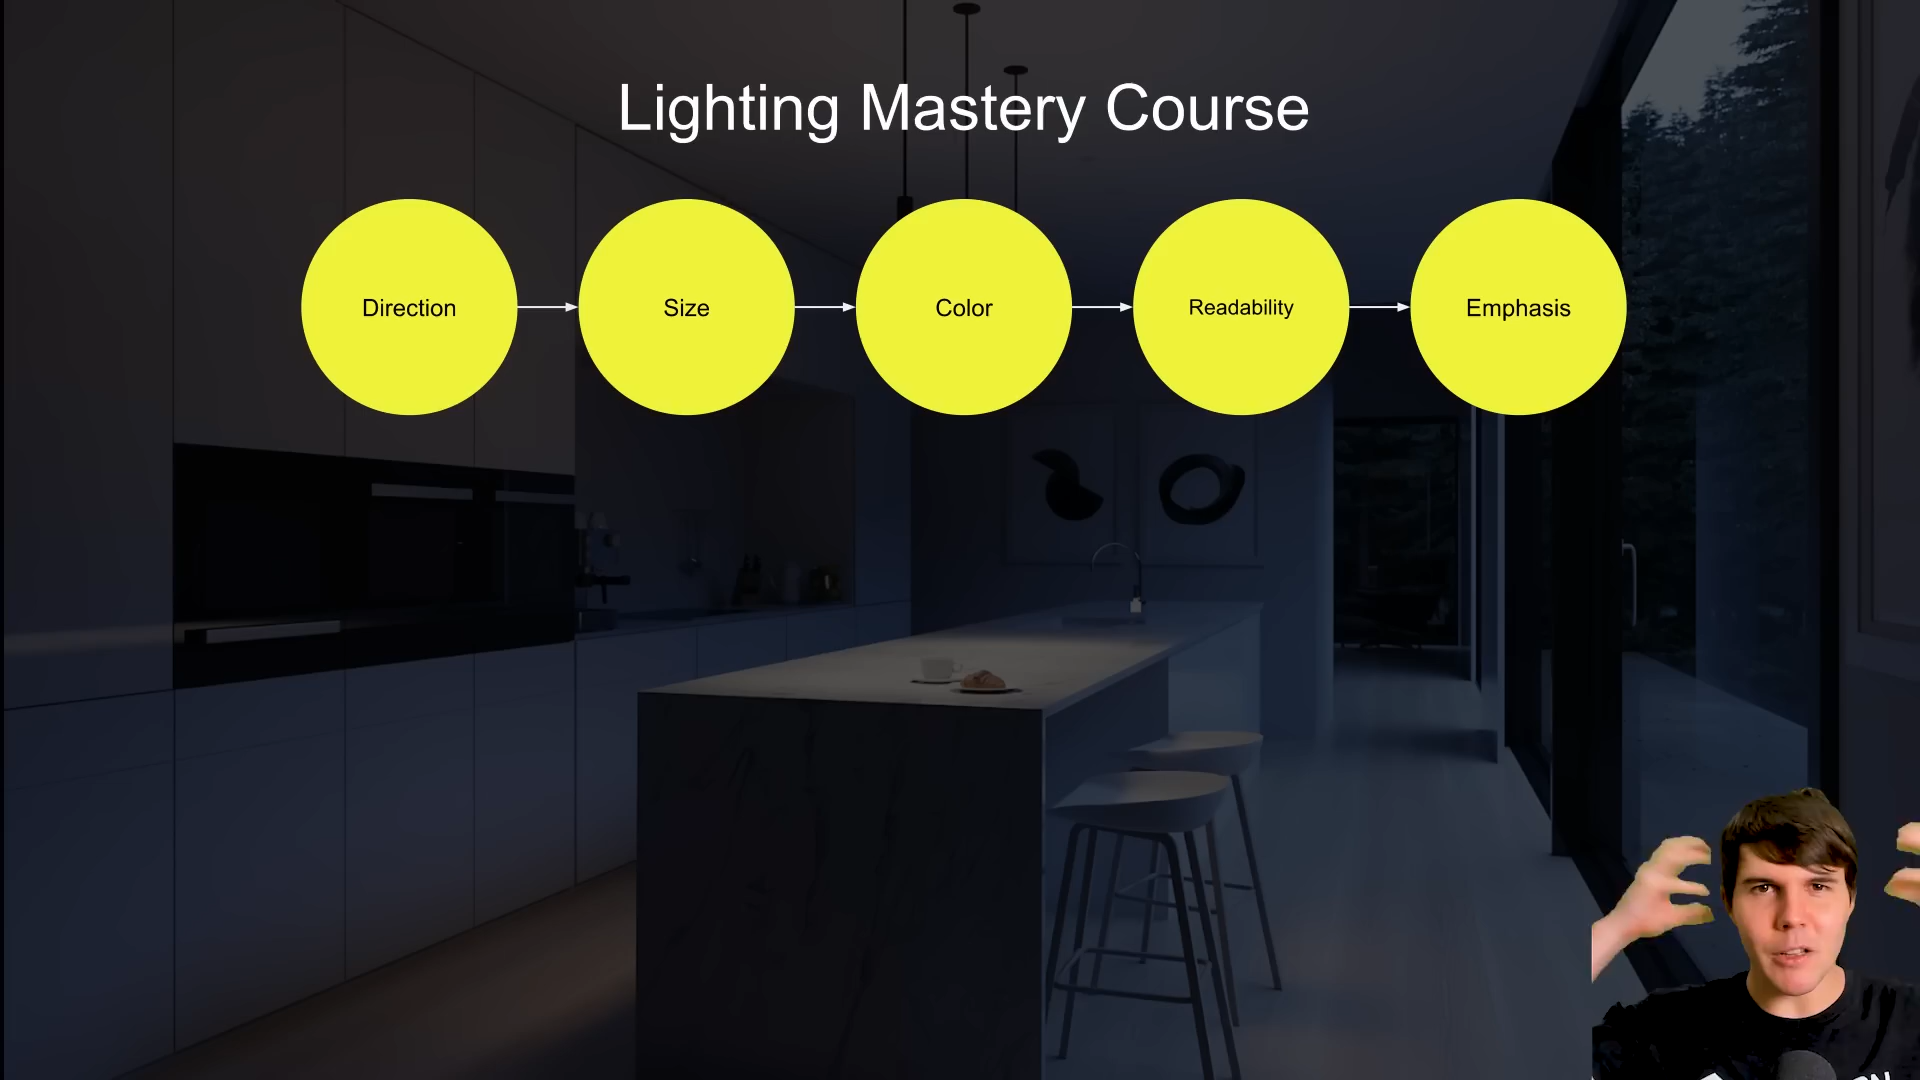 Lighting Mastery Course
Direction
Size
Color
Readability
Emphasis